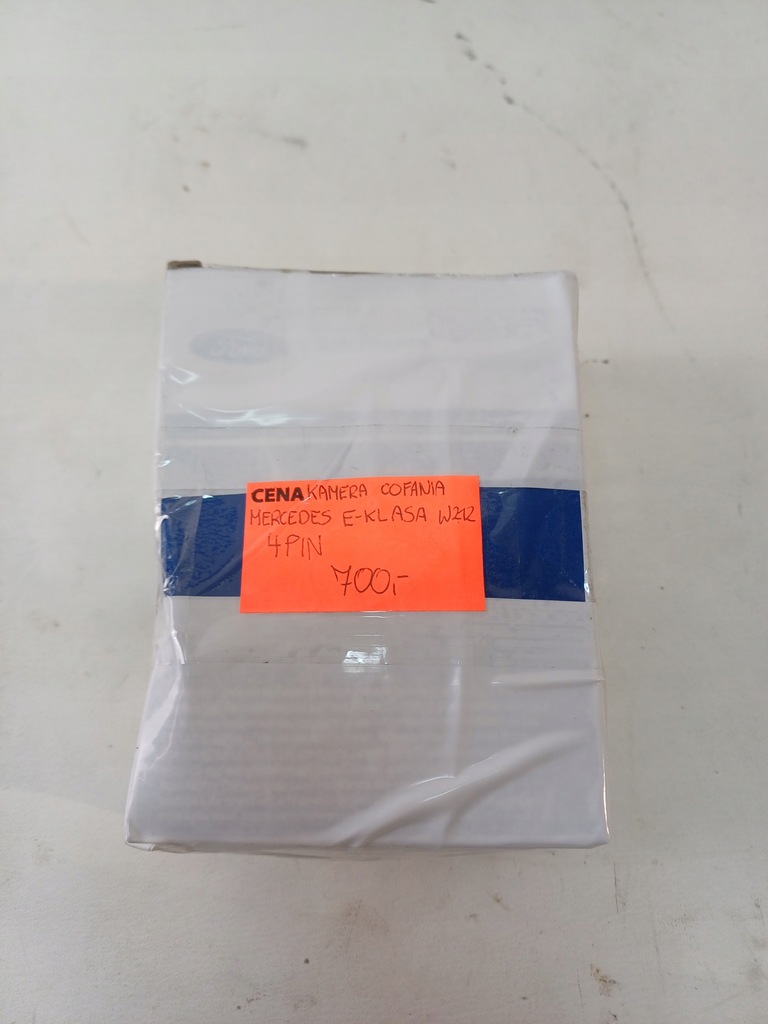 CENA KAMERA COFANIA
MERCEDES E-KLASA W212
4PIN
700,-